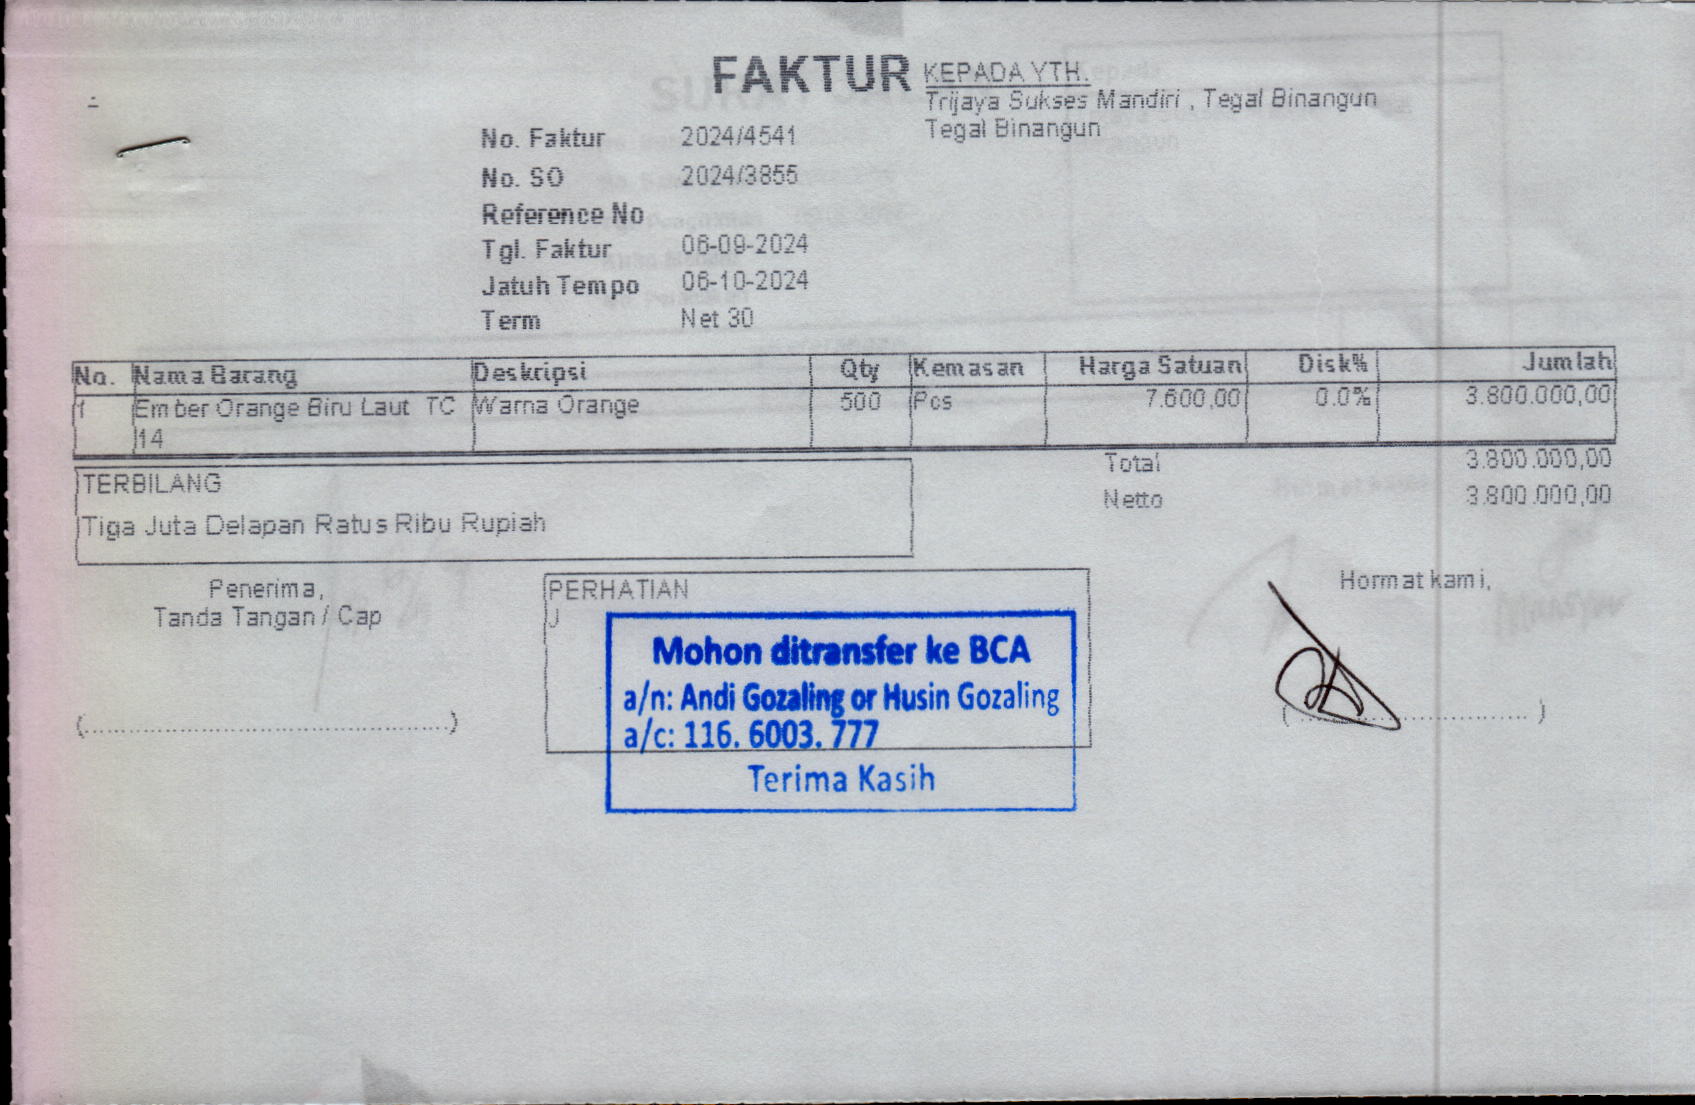 FAKTUR
KEPADA YTH.
Trijaya Sukses Mandiri , Tegal Binangun
Tegal Binangun
No. Faktur 2024/4541
No. SO 2024/3855
Reference No
Tgl. Faktur 06-09-2024
Jatuh Tempo 06-10-2024
Term Net 30
No. Nama Barang Deskripsi Qty Kemasan Harga Satuan Disk% Jumlah
1 Ember Orange Biru Laut TC Warna Orange 500 Pcs 7.600,00 0.0% 3.800.000,00
14
Total 3.800.000,00
Netto 3.800.000,00
TERBILANG
Tiga Juta Delapan Ratus Ribu Rupiah
Penerima,
Tanda Tangan / Cap
(..............................................)
PERHATIAN
J
Mohon ditransfer ke BCA
a/n: Andi Gozaling or Husin Gozaling
a/c: 116. 6003. 777
Terima Kasih
Hormat kami,
(................................)